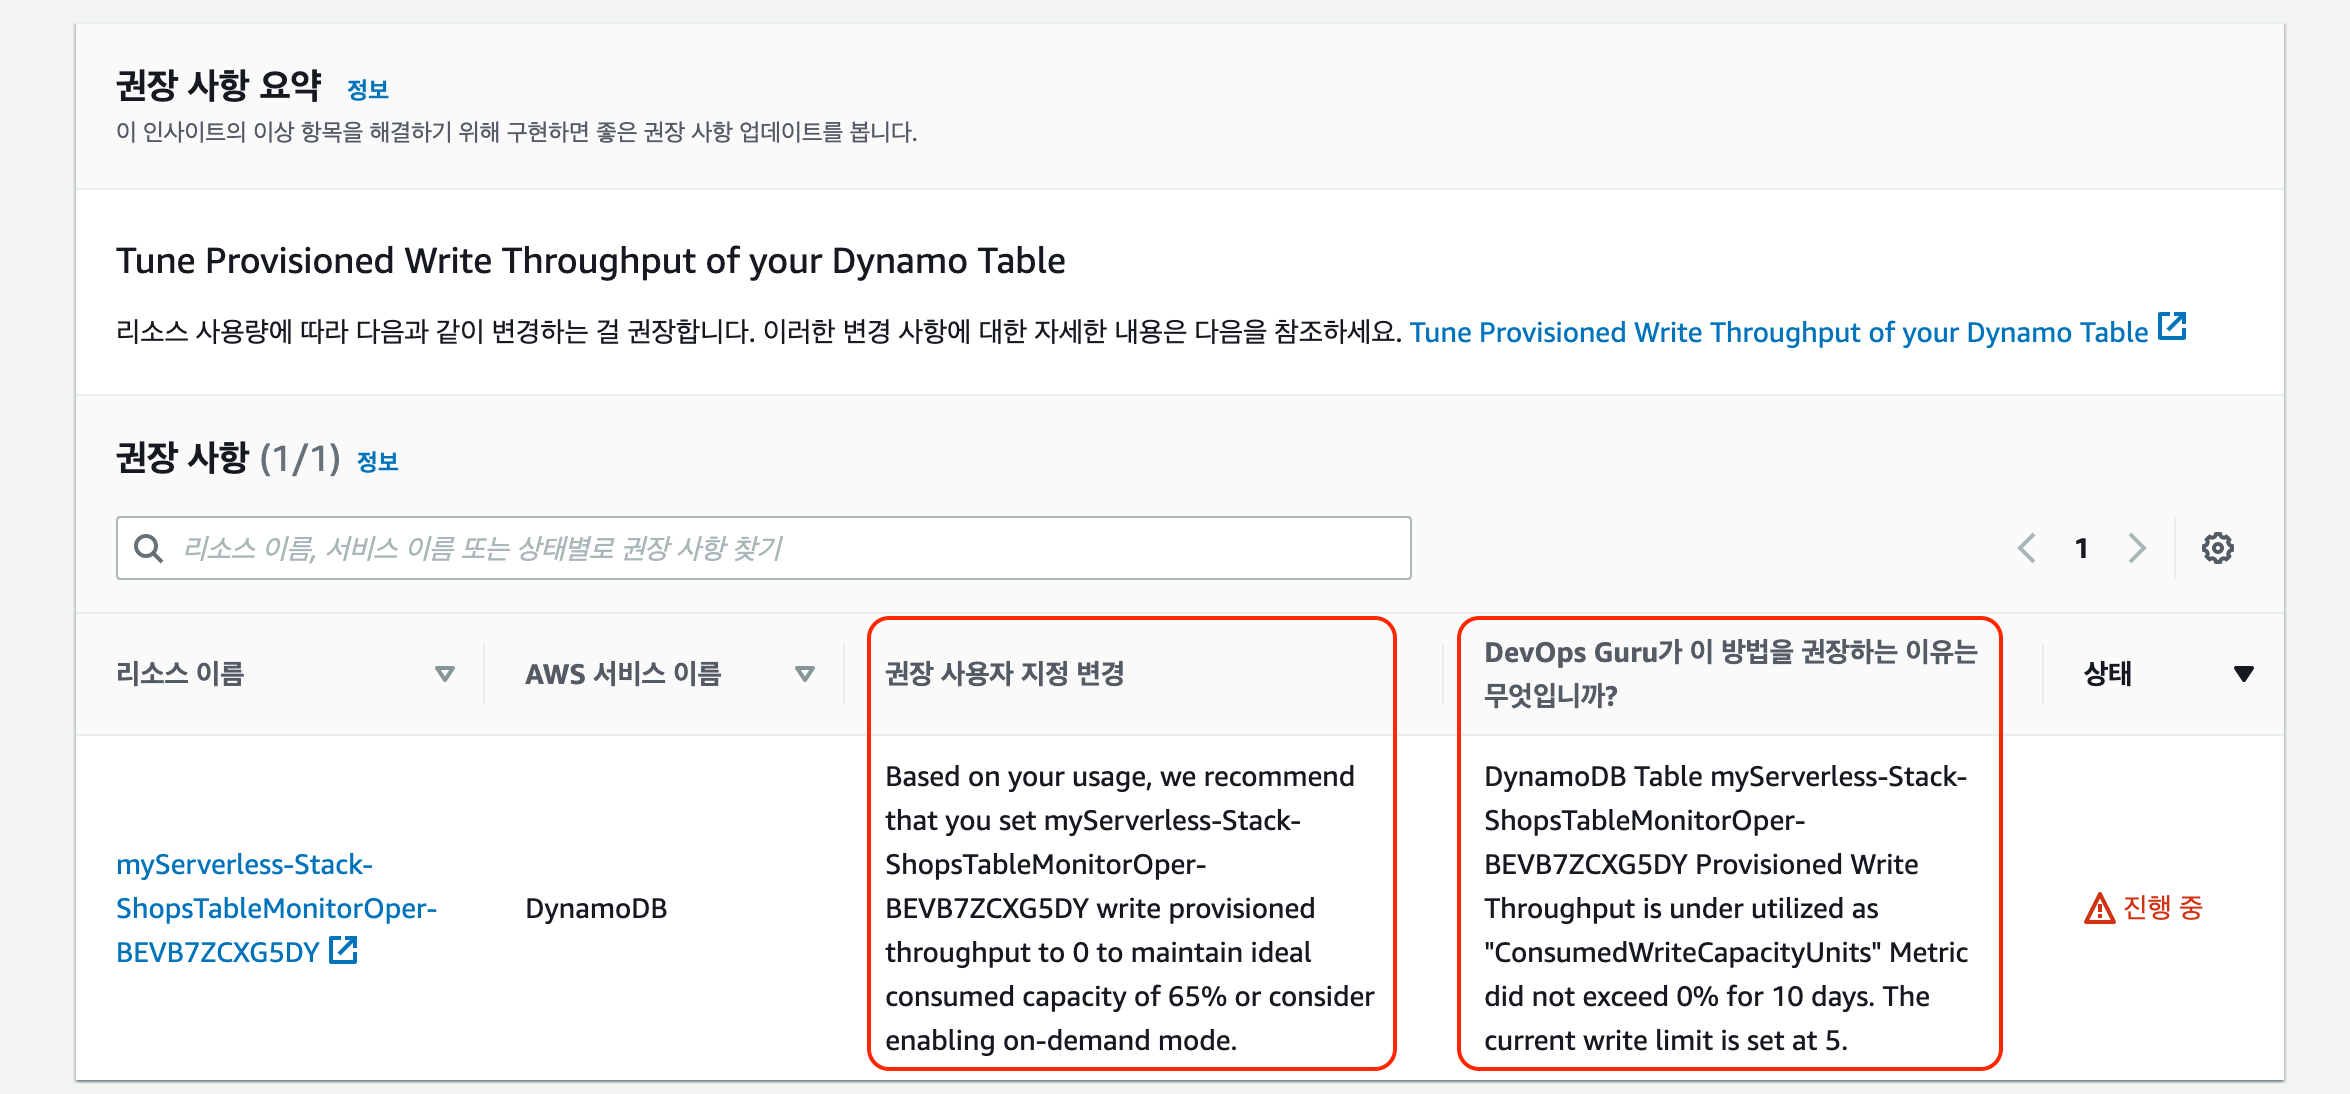 권장 사항 요약 정보
이 인사이트의 이상 항목을 해결하기 위해 구현하면 좋은 권장 사항 업데이트를 봅니다.
Tune Provisioned Write Throughput of your Dynamo Table
리소스 사용량에 따라 다음과 같이 변경하는 걸 권장합니다. 이러한 변경 사항에 대한 자세한 내용은 다음을 참조하세요. Tune Provisioned Write Throughput of your Dynamo Table
권장 사항 (1/1) 정보
리소스 이름, 서비스 이름 또는 상태별로 권장 사항 찾기
1
리소스 이름
AWS 서비스 이름
권장 사용자 지정 변경
DevOps Guru가 이 방법을 권장하는 이유는
무엇입니까?
상태
myServerless-Stack-
ShopsTableMonitorOper-
BEVB7ZCXG5DY
DynamoDB
Based on your usage, we recommend
that you set myServerless-Stack-
ShopsTableMonitorOper-
BEVB7ZCXG5DY write provisioned
throughput to 0 to maintain ideal
consumed capacity of 65% or consider
enabling on-demand mode.
DynamoDB Table myServerless-Stack-
ShopsTableMonitorOper-
BEVB7ZCXG5DY Provisioned Write
Throughput is under utilized as
"ConsumedWriteCapacityUnits" Metric
did not exceed 0% for 10 days. The
current write limit is set at 5.
진행 중